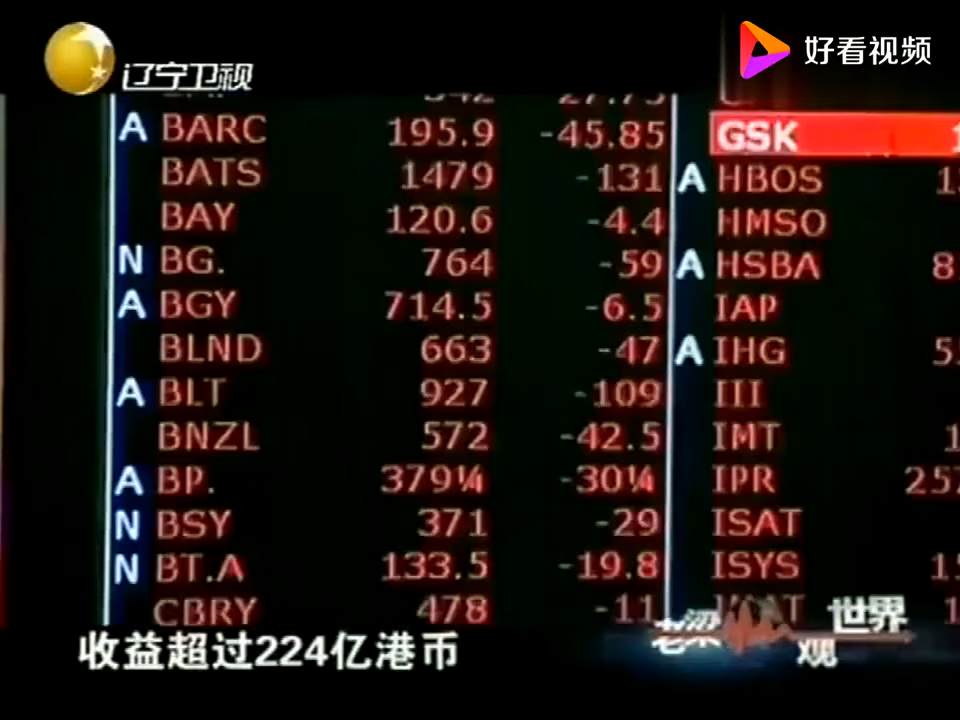 好看视频
辽宁卫视
A BARC 195.9 -45.85 GSK
BATS 1479 -131 A HBOS
BAY 120.6 -4.4 HMSO
N BG. 764 -59 A HSBA 8
A BGY 714.5 -6.5 IAP
BLND 663 -47 A IHG
A BLT 927 -109 III
BNZL 572 -42.5 IMT 1
A BP. 379¼ -30¼ IPR 257
N BSY 371 -29 ISAT
N BT.A 133.5 -19.8 ISYS
CBRY 478 -11
世界
观
收益超过224亿港币